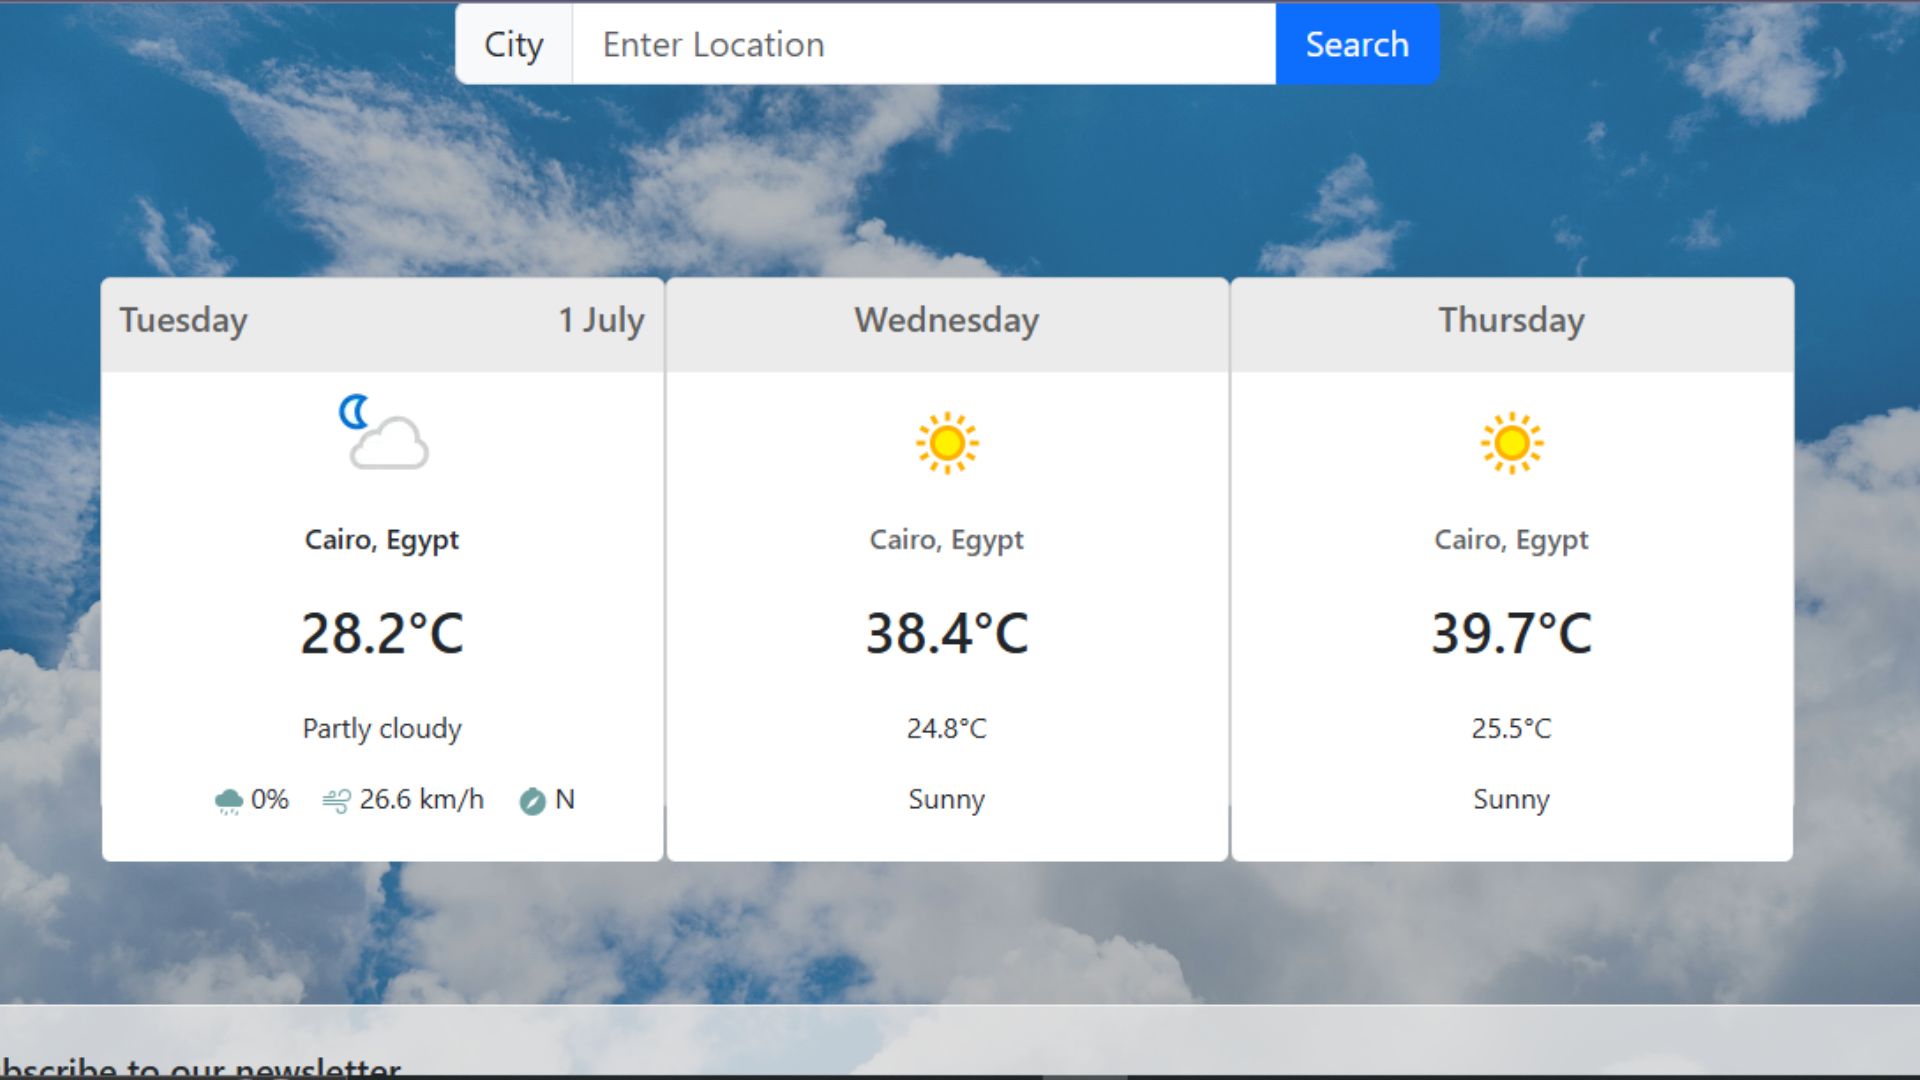 City Enter Location Search
Tuesday 1 July
Cairo, Egypt
28.2°C
Partly cloudy
0% 26.6 km/h N
Wednesday
Cairo, Egypt
38.4°C
24.8°C
Sunny
Thursday
Cairo, Egypt
39.7°C
25.5°C
Sunny
bscribe to our newsletter